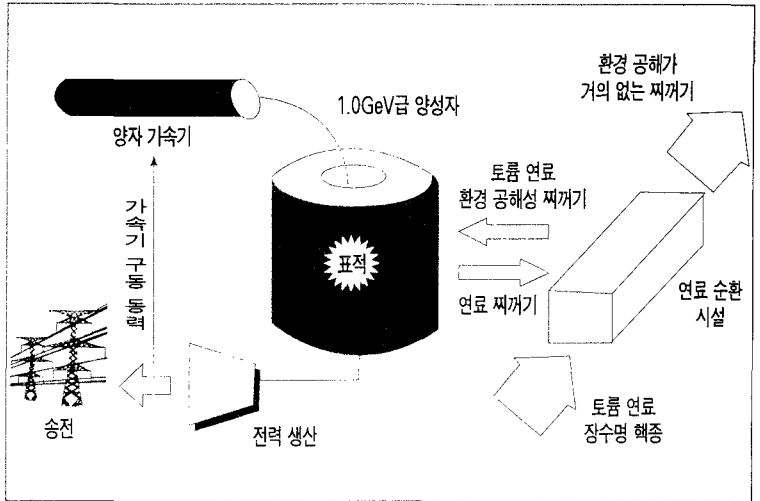 환경 공해가
거의 없는 찌꺼기
1.0GeV급 양성자
양자 가속기
토륨 연료
환경 공해성 찌꺼기
가속기 구동 동력
표적
연료 찌꺼기
연료 순환
시설
송전
전력 생산
토륨 연료
장수명 핵종